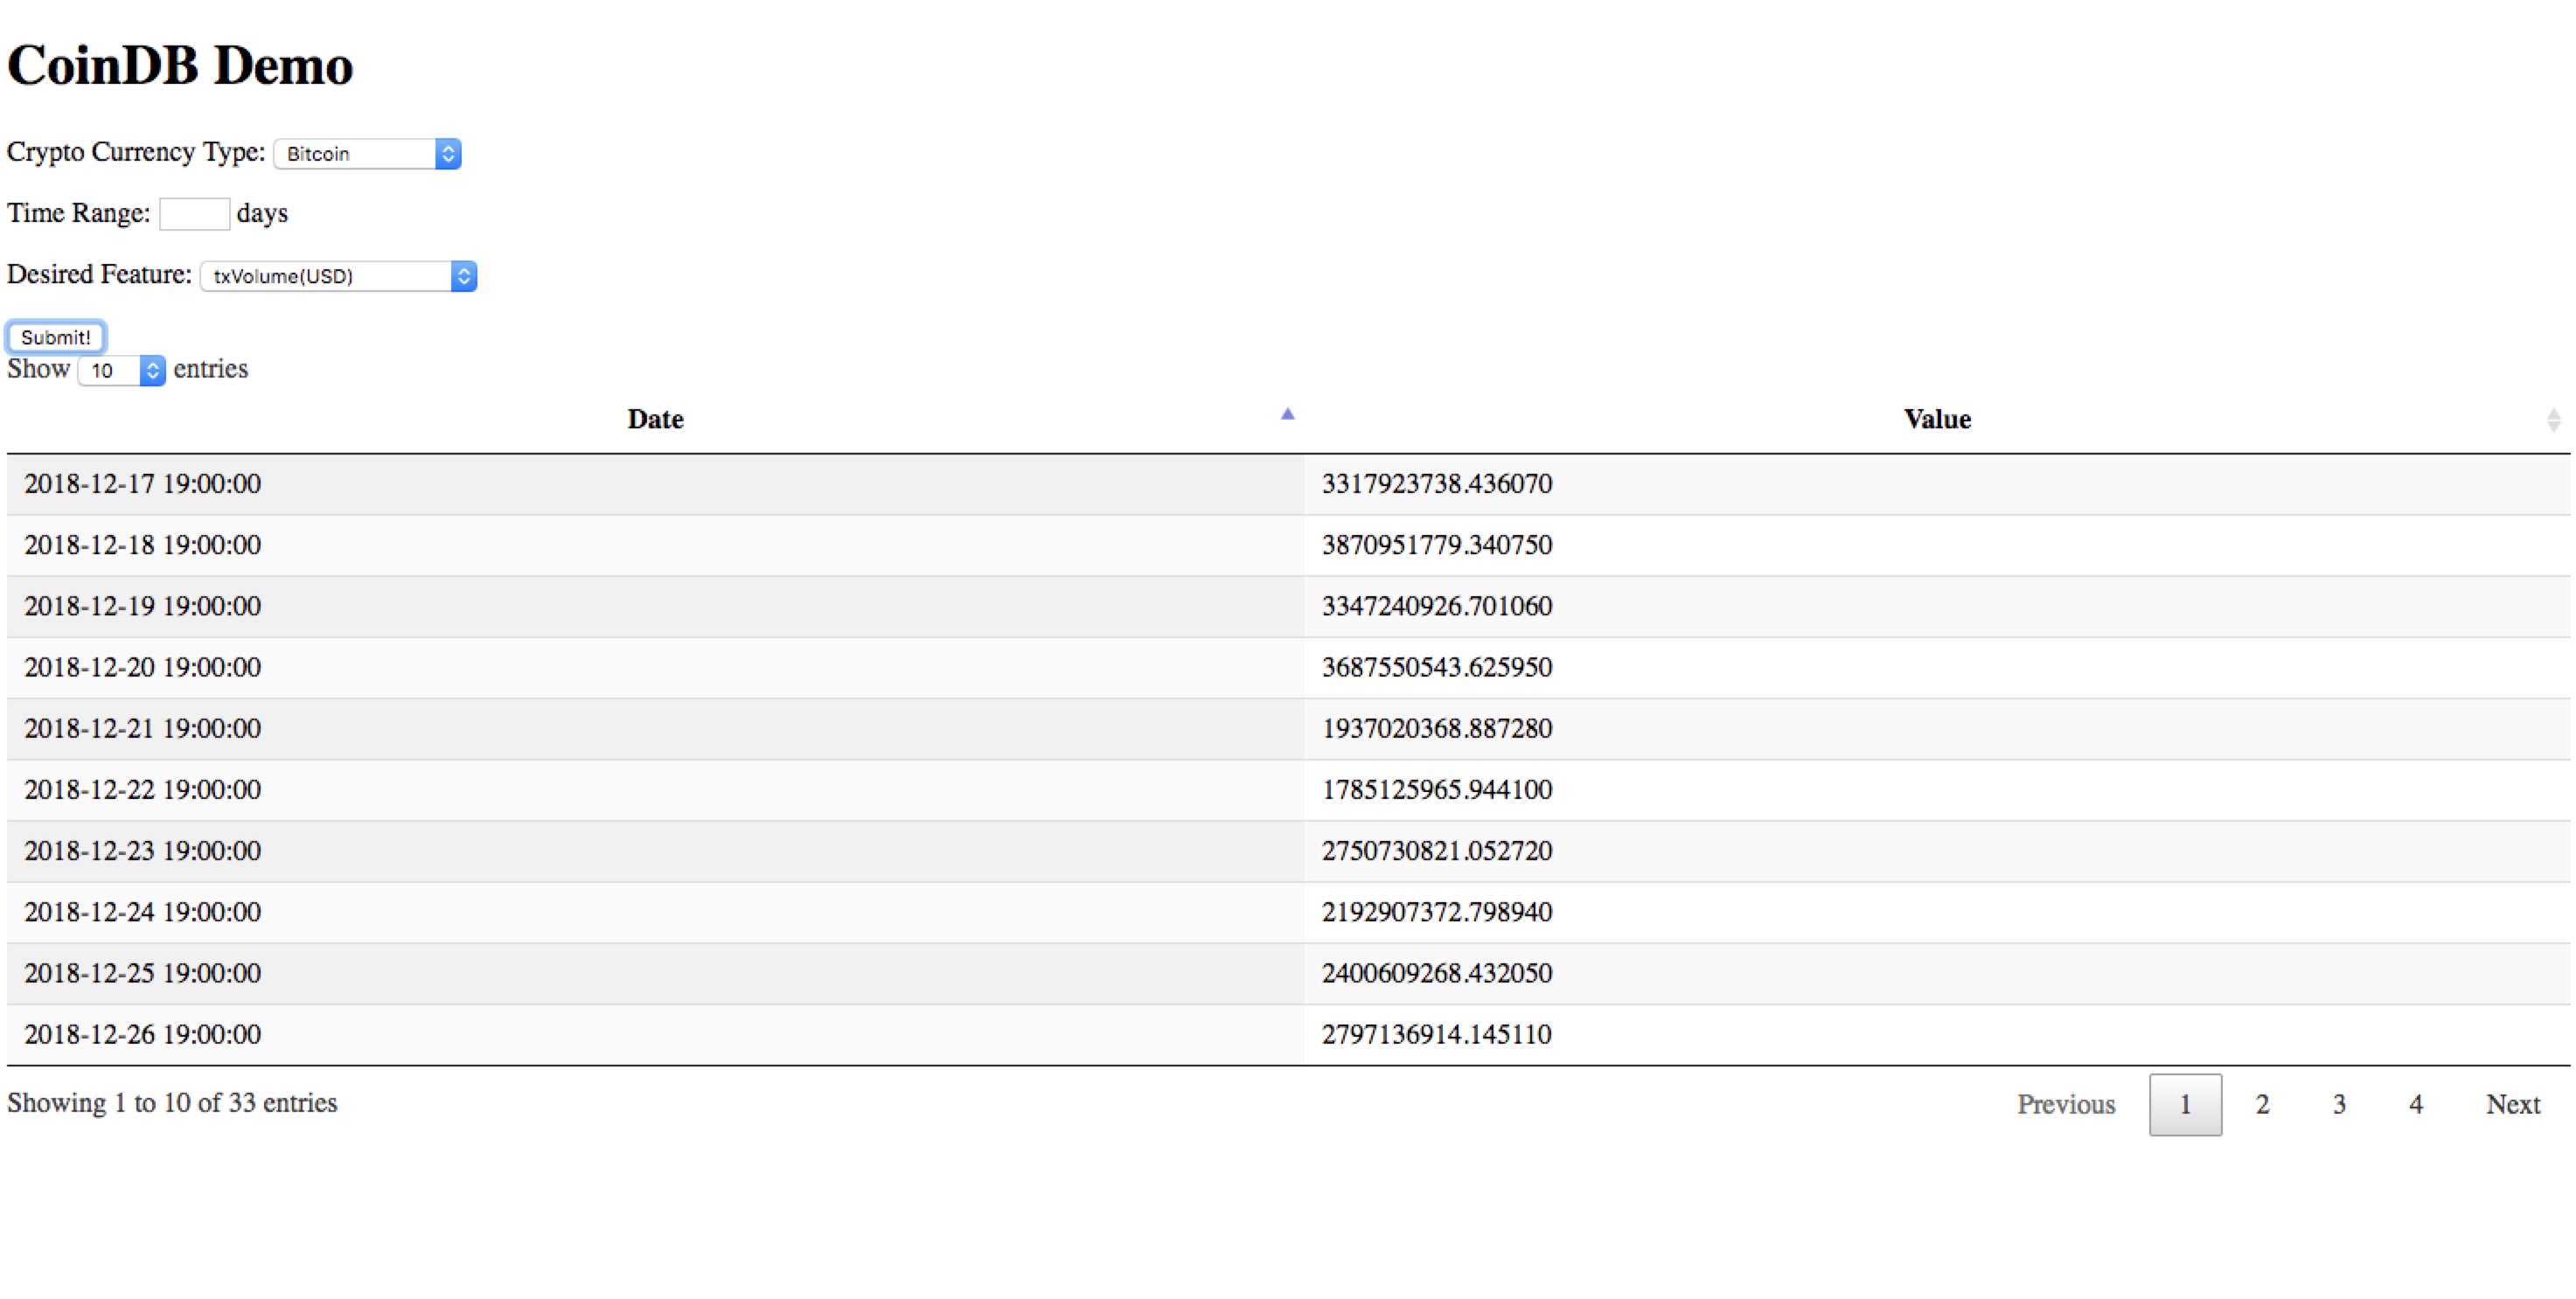 CoinDB Demo
Crypto Currency Type: Bitcoin
Time Range: days
Desired Feature: txVolume(USD)
Submit!
Show 10 entries
Date Value
2018-12-17 19:00:00 3317923738.436070
2018-12-18 19:00:00 3870951779.340750
2018-12-19 19:00:00 3347240926.701060
2018-12-20 19:00:00 3687550543.625950
2018-12-21 19:00:00 1937020368.887280
2018-12-22 19:00:00 1785125965.944100
2018-12-23 19:00:00 2750730821.052720
2018-12-24 19:00:00 2192907372.798940
2018-12-25 19:00:00 2400609268.432050
2018-12-26 19:00:00 2797136914.145110
Showing 1 to 10 of 33 entries Previous 1 2 3 4 Next